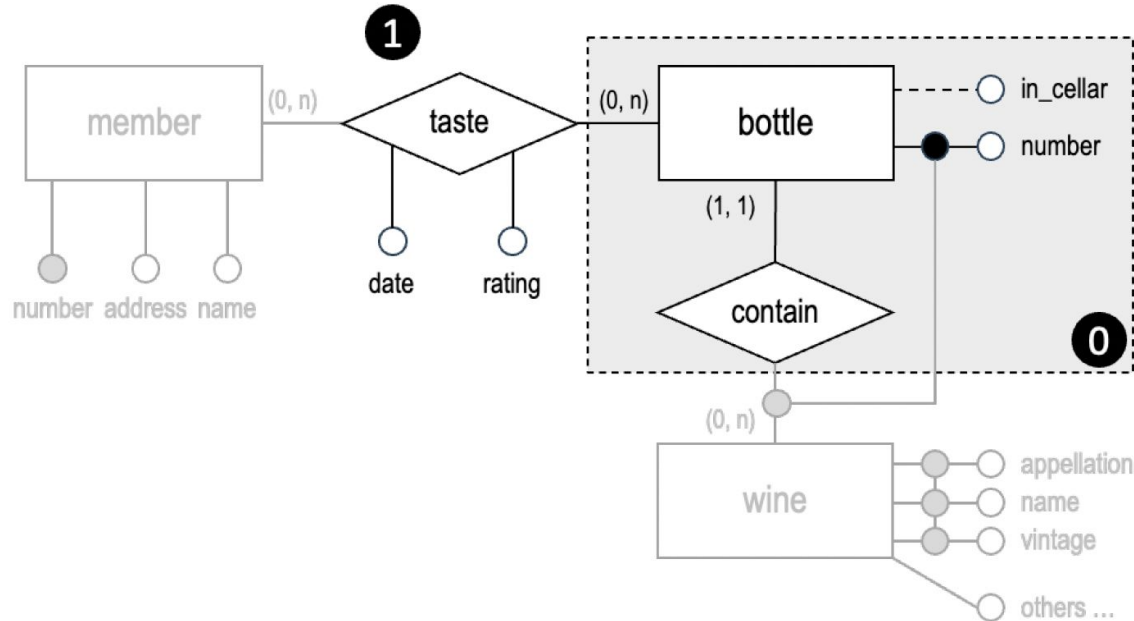 1
member
(0, n)
taste
(0, n)
bottle
in_cellar
number
(1, 1)
date
rating
number
address
name
contain
0
(0, n)
wine
appellation
name
vintage
others ...